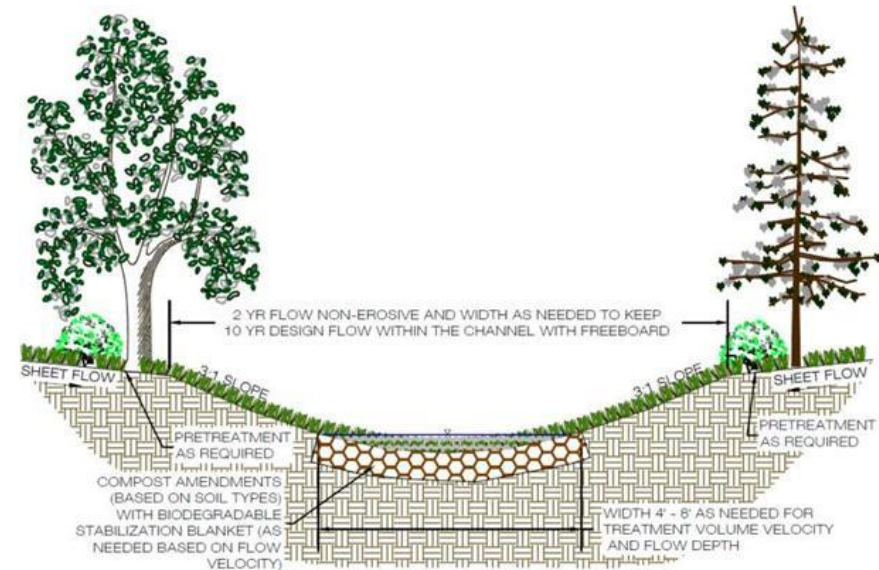 2 YR FLOW NON-EROSIVE AND WIDTH AS NEEDED TO KEEP
10 YR DESIGN FLOW WITHIN THE CHANNEL WITH FREEBOARD
SHEET FLOW
3:1 SLOPE
3:1 SLOPE
SHEET FLOW
PRETREATMENT
AS REQUIRED
PRETREATMENT
AS REQUIRED
COMPOST AMENDMENTS
(BASED ON SOIL TYPES)
WITH BIODEGRADABLE
STABILIZATION BLANKET (AS
NEEDED BASED ON FLOW
VELOCITY)
WIDTH 4' - 8' AS NEEDED FOR
TREATMENT VOLUME VELOCITY
AND FLOW DEPTH